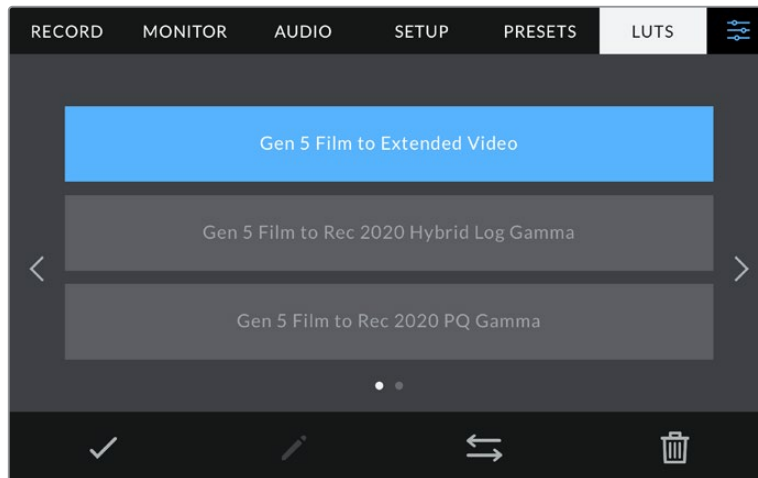 RECORD MONITOR AUDIO SETUP PRESETS LUTS
Gen 5 Film to Extended Video
Gen 5 Film to Rec 2020 Hybrid Log Gamma
Gen 5 Film to Rec 2020 PQ Gamma